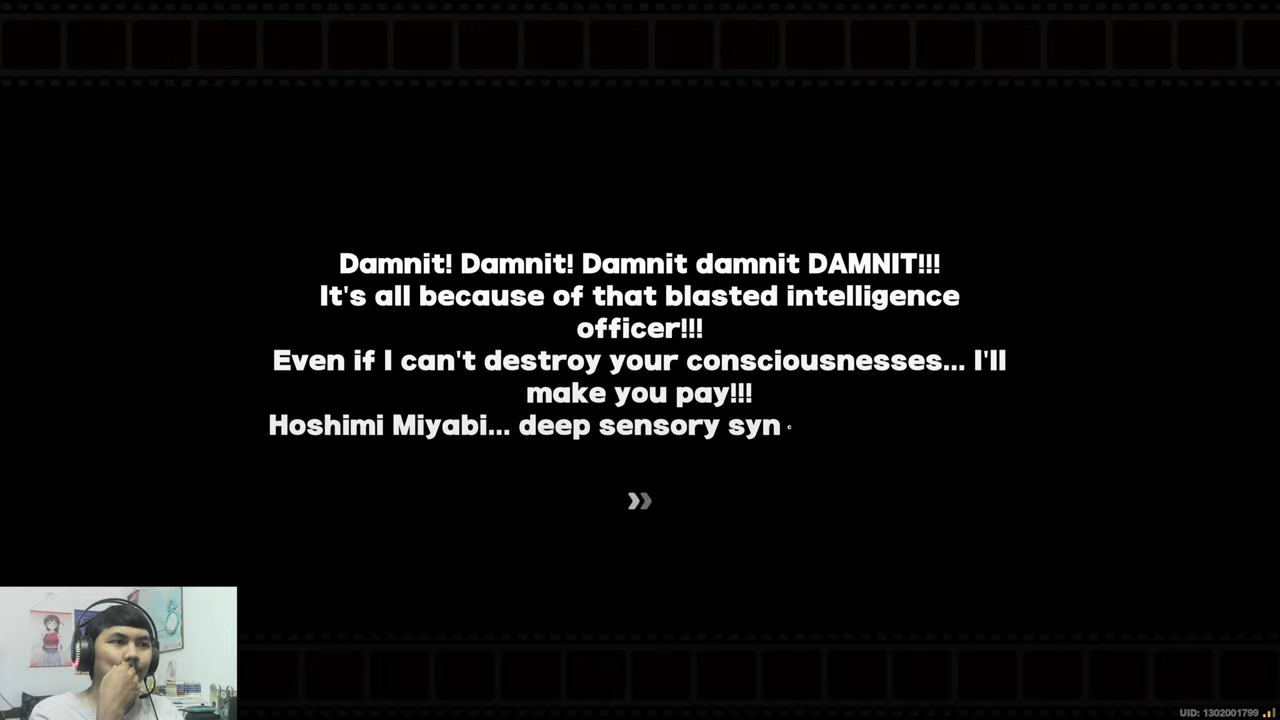 Damnit! Damnit! Damnit damnit DAMNIT!!!
It's all because of that blasted intelligence
officer!!!
Even if I can't destroy your consciousnesses... I'll
make you pay!!!
Hoshimi Miyabi... deep sensory sync
UID: 1302001799